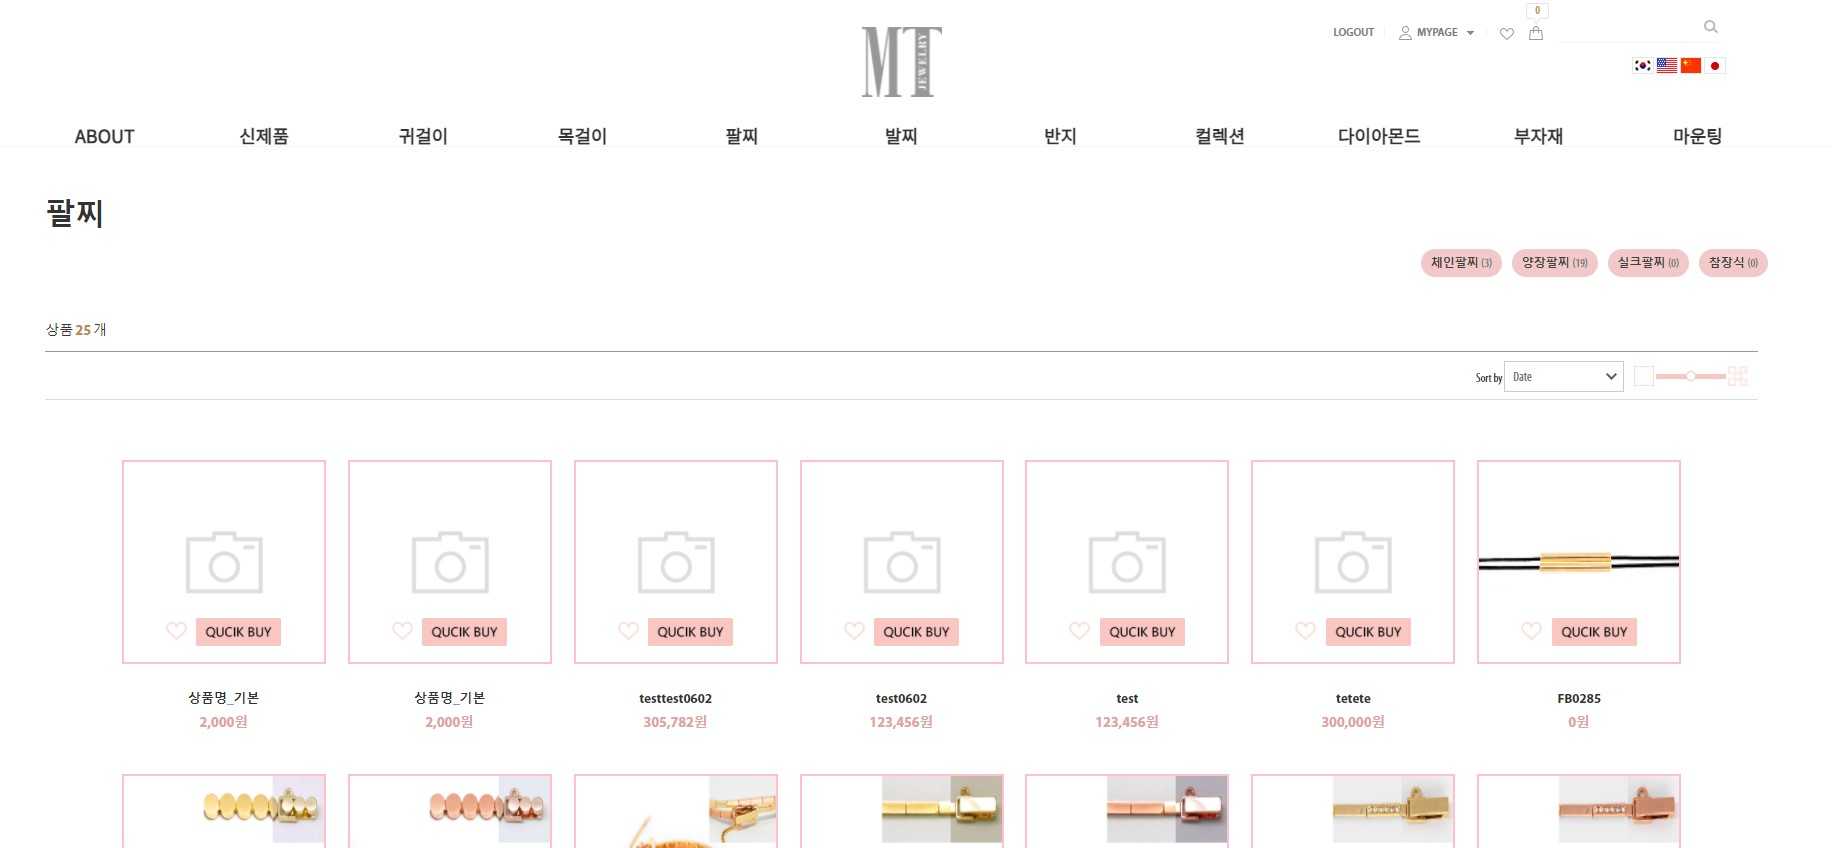 0
LOGOUT MYPAGE
MT JEWELRY
ABOUT 신제품 귀걸이 목걸이 팔찌 발찌 반지 컬렉션 다이아몬드 부자재 마운팅
팔찌
체인팔찌 (3) 양장팔찌 (19) 실크팔찌 (0) 참장식 (0)
상품 25 개
Sort by Date
QUCIK BUY QUCIK BUY QUCIK BUY QUCIK BUY QUCIK BUY QUCIK BUY QUCIK BUY
상품명_기본 상품명_기본 testtest0602 test0602 test tetete FB0285
2,000원 2,000원 305,782원 123,456원 123,456원 300,000원 0원